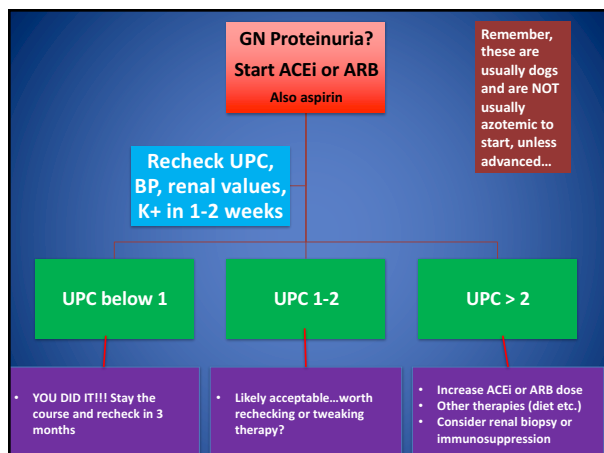 GN Proteinuria?
Start ACEi or ARB
Also aspirin
Remember,
these are
usually dogs
and are NOT
usually
azotemic to
start, unless
advanced…
Recheck UPC,
BP, renal values,
K+ in 1-2 weeks
UPC below 1
UPC 1-2
UPC > 2
• YOU DID IT!!! Stay the
course and recheck in 3
months
• Likely acceptable…worth
rechecking or tweaking
therapy?
• Increase ACEi or ARB dose
• Other therapies (diet etc.)
• Consider renal biopsy or
immunosuppression